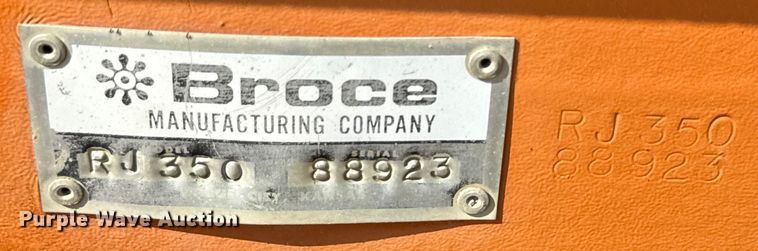 Broce
MANUFACTURING COMPANY
RJ 350 88923
RJ 350
88923
Purple Wave Auction